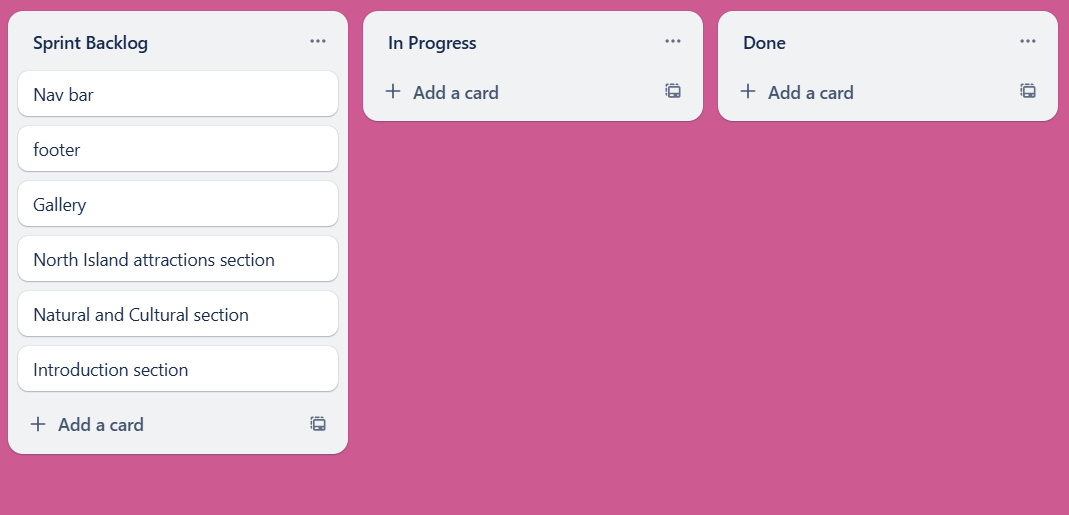 Sprint Backlog
Nav bar
footer
Gallery
North Island attractions section
Natural and Cultural section
Introduction section
Add a card
In Progress
Add a card
Done
Add a card